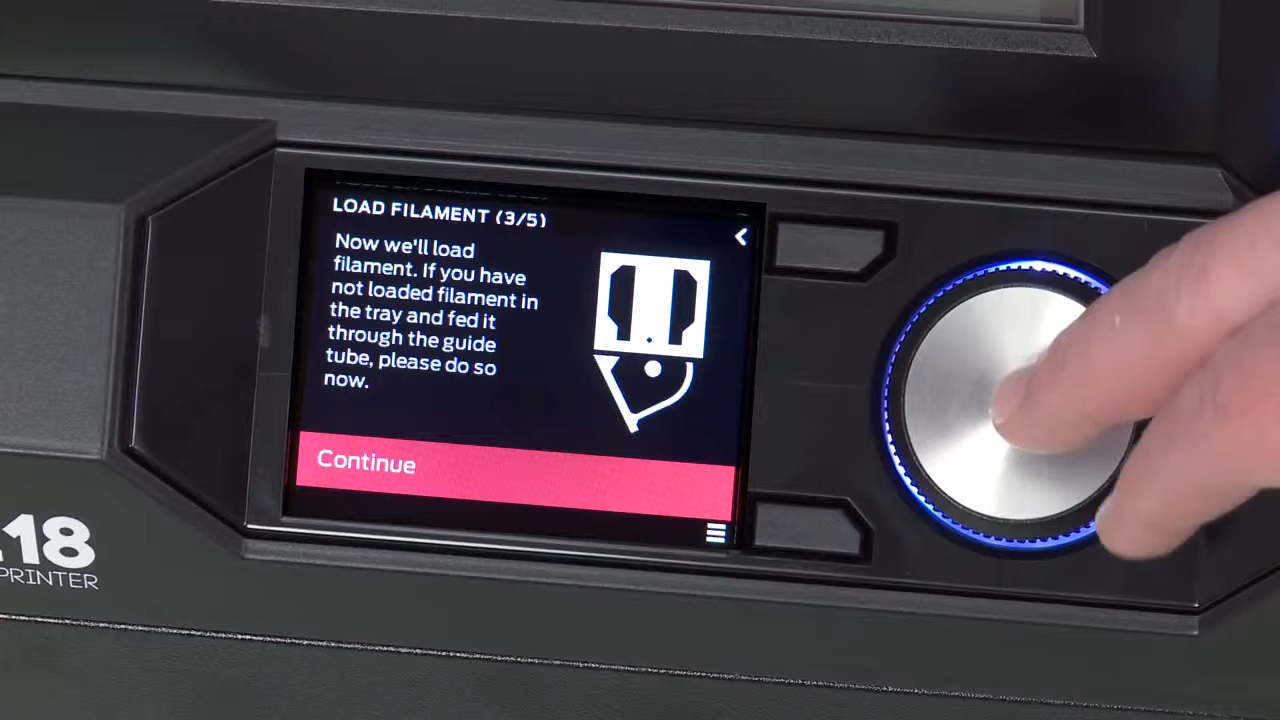 LOAD FILAMENT (3/5)
Now we'll load
filament. If you have
not loaded filament in
the tray and fed it
through the guide
tube, please do so
now.
Continue
18
PRINTER